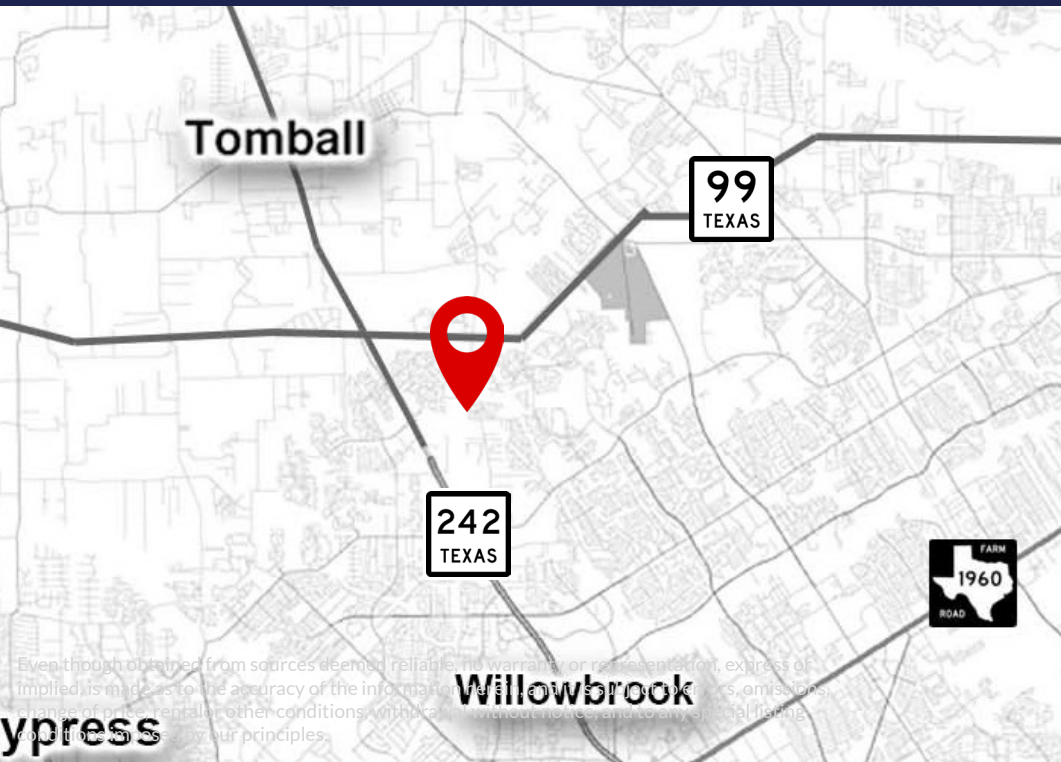 Tomball
99
TEXAS
242
TEXAS
FARM
1960
ROAD
Even though obtained from sources deemed reliable, no warranty or representation, express or
implied, is made as to the accuracy of the information herein, and it is subject to errors, omissions,
Willowbrook
change of price, rental or other conditions, withdrawal without notice, and to any special listing
ypress
conditions imposed by our principles.